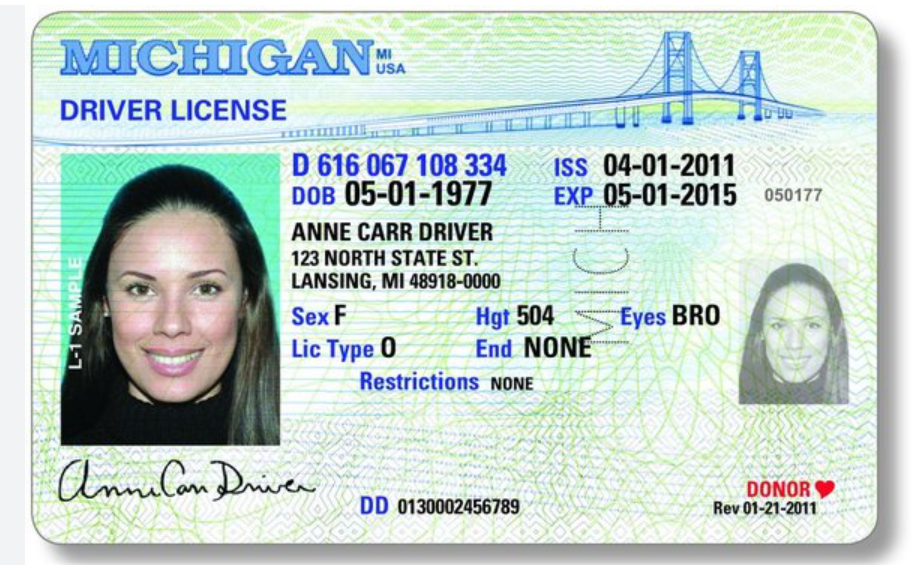 MICHIGAN MI USA
DRIVER LICENSE
D 616 067 108 334 ISS 04-01-2011
DOB 05-01-1977 EXP 05-01-2015 050177
ANNE CARR DRIVER
123 NORTH STATE ST.
LANSING, MI 48918-0000
Sex F Hgt 504 Eyes BRO
Lic Type O End NONE
Restrictions NONE
MICH
L-1 SAMPLE
Anne Carr Driver
DD 0130002456789
DONOR
Rev 01-21-2011